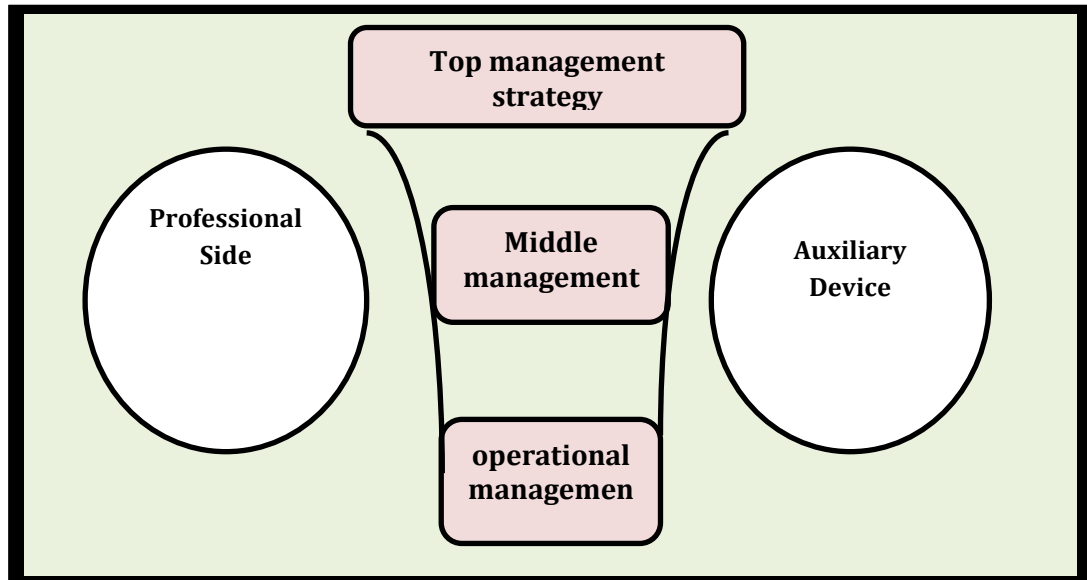 Top management
strategy
Professional
Side
Middle
management
Auxiliary
Device
operational
managemen